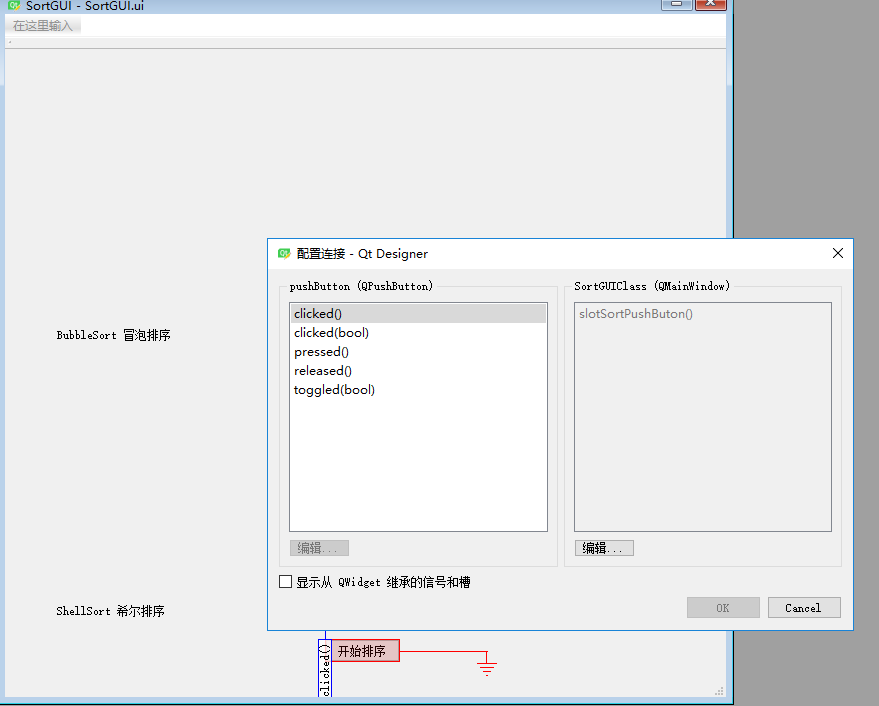 SortGUI - SortGUI.ui
在这里输入
配置连接 - Qt Designer
pushButton (QPushButton)
clicked()
clicked(bool)
pressed()
released()
toggled(bool)
编辑...
SortGUIClass (QMainWindow)
slotSortPushButon()
编辑...
显示从 QWidget 继承的信号和槽
OK
Cancel
BubbleSort 冒泡排序
ShellSort 希尔排序
开始排序
clicked()